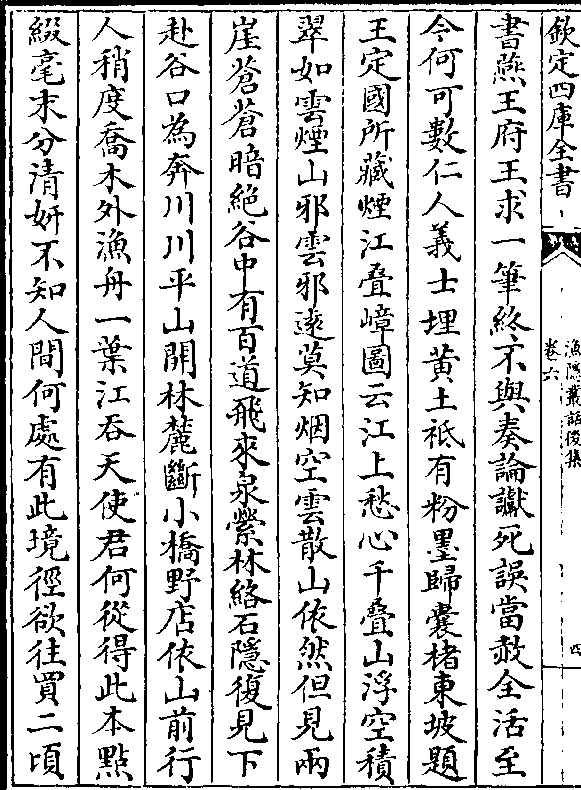 欽定四庫全書
漁隱叢話後集
卷六
四
書燕王府王求一筆終不與奏論讞死誤當赦全活至
今何可數仁人義士埋黃土祗有粉墨歸囊楮東坡題
王定國所藏煙江叠嶂圖云江上愁心千叠山浮空積
翠如雲煙山邪雲邪遠莫知烟空雲散山依然但見兩
崖蒼蒼暗絶谷中有百道飛來泉縈林絡石隱復見下
赴谷口為奔川川平山開林麓斷小橋野店依山前行
人稍度喬木外漁舟一葉江吞天使君何從得此本點
綴毫末分清妍不知人間何處有此境徑欲往買二頃